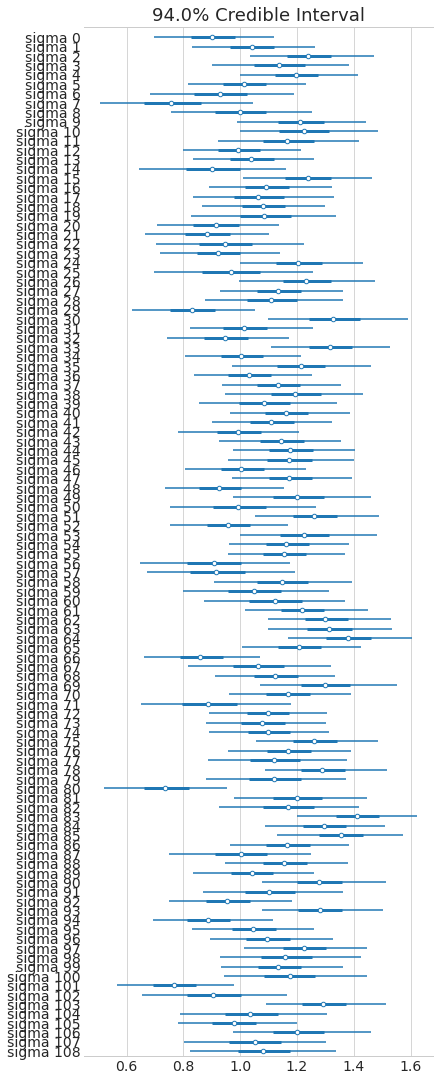 94.0% Credible Interval
sigma 0
sigma 1
sigma 2
sigma 3
sigma 4
sigma 5
sigma 6
sigma 7
sigma 8
sigma 9
sigma 10
sigma 11
sigma 12
sigma 13
sigma 14
sigma 15
sigma 16
sigma 17
sigma 18
sigma 19
sigma 20
sigma 21
sigma 22
sigma 23
sigma 24
sigma 25
sigma 26
sigma 27
sigma 28
sigma 29
sigma 30
sigma 31
sigma 32
sigma 33
sigma 34
sigma 35
sigma 36
sigma 37
sigma 38
sigma 39
sigma 40
sigma 41
sigma 42
sigma 43
sigma 44
sigma 45
sigma 46
sigma 47
sigma 48
sigma 49
sigma 50
sigma 51
sigma 52
sigma 53
sigma 54
sigma 55
sigma 56
sigma 57
sigma 58
sigma 59
sigma 60
sigma 61
sigma 62
sigma 63
sigma 64
sigma 65
sigma 66
sigma 67
sigma 68
sigma 69
sigma 70
sigma 71
sigma 72
sigma 73
sigma 74
sigma 75
sigma 76
sigma 77
sigma 78
sigma 79
sigma 80
sigma 81
sigma 82
sigma 83
sigma 84
sigma 85
sigma 86
sigma 87
sigma 88
sigma 89
sigma 90
sigma 91
sigma 92
sigma 93
sigma 94
sigma 95
sigma 96
sigma 97
sigma 98
sigma 99
sigma 100
sigma 101
sigma 102
sigma 103
sigma 104
sigma 105
sigma 106
sigma 107
sigma 108
0.6 0.8 1.0 1.2 1.4 1.6